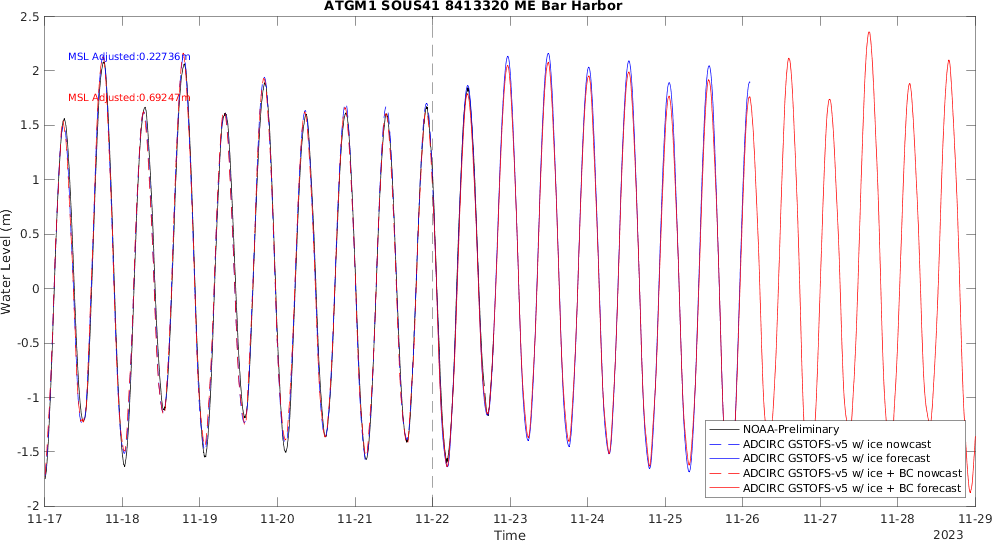 ATGM1 SOUS41 8413320 ME Bar Harbor
2.5
2
1.5
1
0.5
0
-0.5
-1
-1.5
-2
Water Level (m)
MSL Adjusted:0.22736m
MSL Adjusted:0.69247m
NOAA-Preliminary
ADCIRC GSTOFS-v5 w/ ice nowcast
ADCIRC GSTOFS-v5 w/ ice forecast
ADCIRC GSTOFS-v5 w/ ice + BC nowcast
ADCIRC GSTOFS-v5 w/ ice + BC forecast
11-17 11-18 11-19 11-20 11-21 11-22 11-23 11-24 11-25 11-26 11-27 11-28 11-29
Time
2023